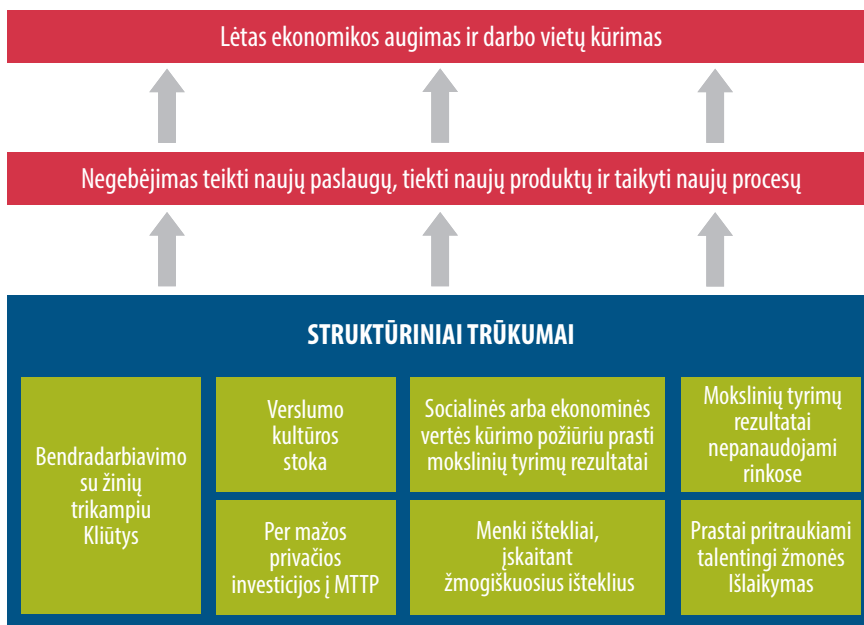 Lėtas ekonomikos augimas ir darbo vietų kūrimas
Negebėjimas teikti naujų paslaugų, tiekti naujų produktų ir taikyti naujų procesų
STRUKTŪRINIAI TRŪKUMAI
Bendradarbiavimo
su žinių
trikampiu
Kliūtys
Verslumo
kultūros
stoka
Socialinės arba ekonominės
vertės kūrimo požiūriu prasti
mokslinių tyrimų rezultatai
Mokslinių tyrimų
rezultatai
nepanaudojami
rinkose
Per mažos
privačios
investicijos į MTTP
Menki ištekliai,
įskaitant
žmogiškuosius išteklius
Prastai pritraukiami
talentingi žmonės
Išlaikymas